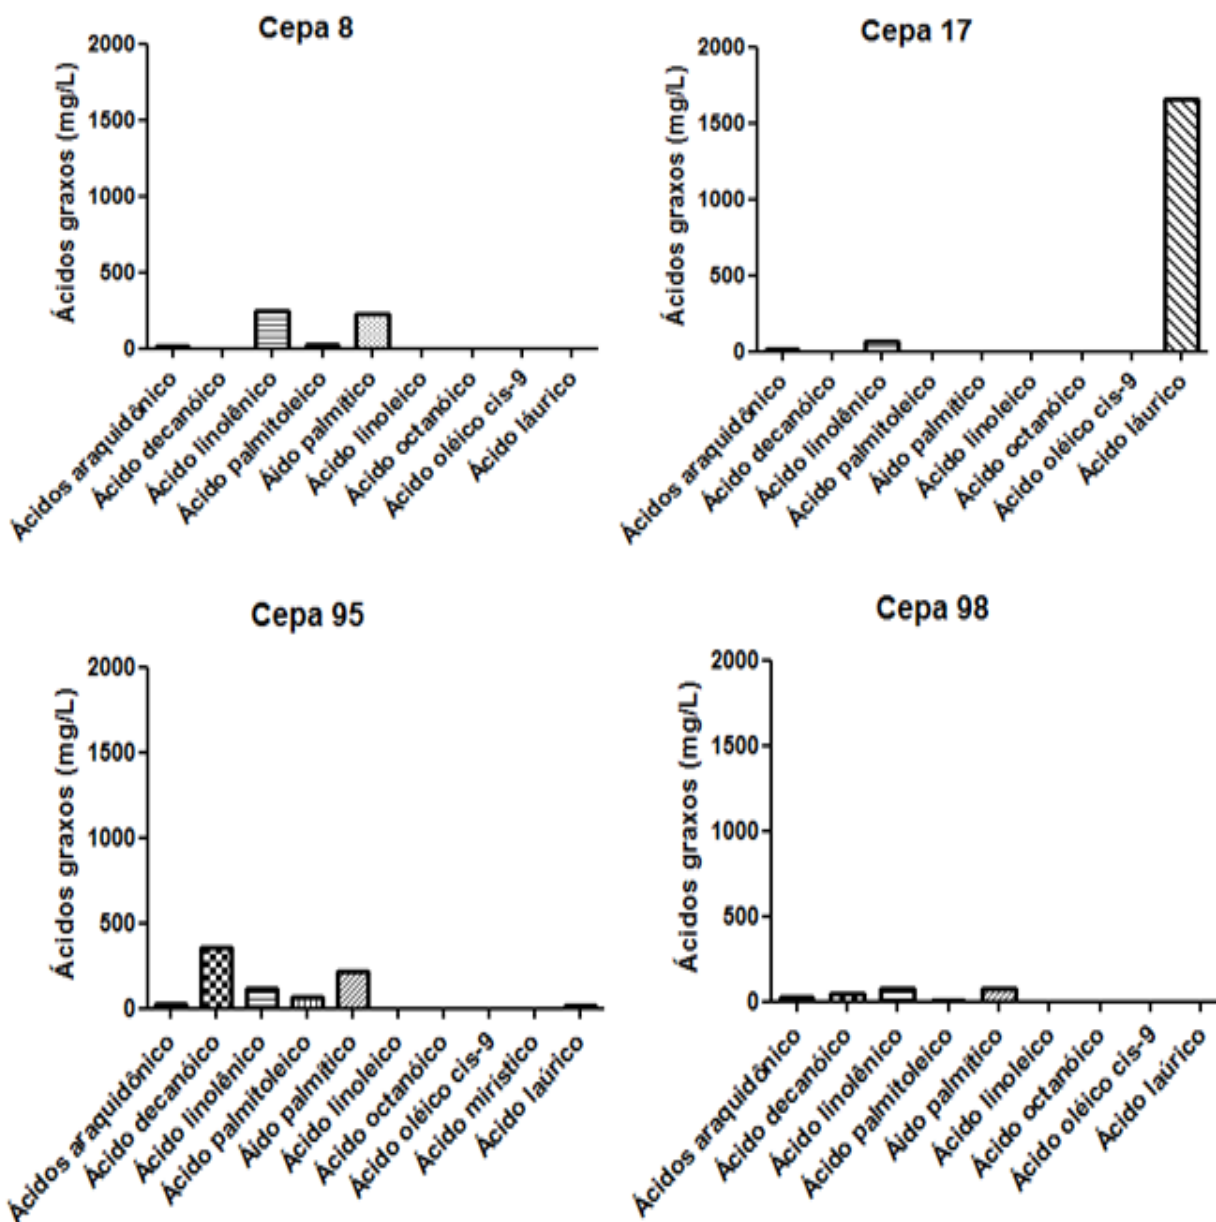 Cepa 8
Ácidos graxos (mg/L)
2000
1500
1000
500
0
Ácidos araquidônico
Ácido decanóico
Ácido linolênico
Ácido palmitoleico
Áido palmítico
Ácido linoleico
Ácido octanóico
Ácido oléico cis-9
Ácido láurico
Cepa 17
Ácidos graxos (mg/L)
2000
1500
1000
500
0
Ácidos araquidônico
Ácido decanóico
Ácido linolênico
Ácido palmitoleico
Áido palmítico
Ácido linoleico
Ácido octanóico
Ácido oléico cis-9
Ácido láurico
Cepa 95
Ácidos graxos (mg/L)
2000
1500
1000
500
0
Ácidos araquidônico
Ácido decanóico
Ácido linolênico
Ácido palmitoleico
Áido palmítico
Ácido linoleico
Ácido octanóico
Ácido oléico cis-9
Ácido mirístico
Ácido laúrico
Cepa 98
Ácidos graxos (mg/L)
2000
1500
1000
500
0
Ácidos araquidônico
Ácido decanóico
Ácido linolênico
Ácido palmitoleico
Áido palmítico
Ácido linoleico
Ácido octanóico
Ácido oléico cis-9
Ácido laúrico